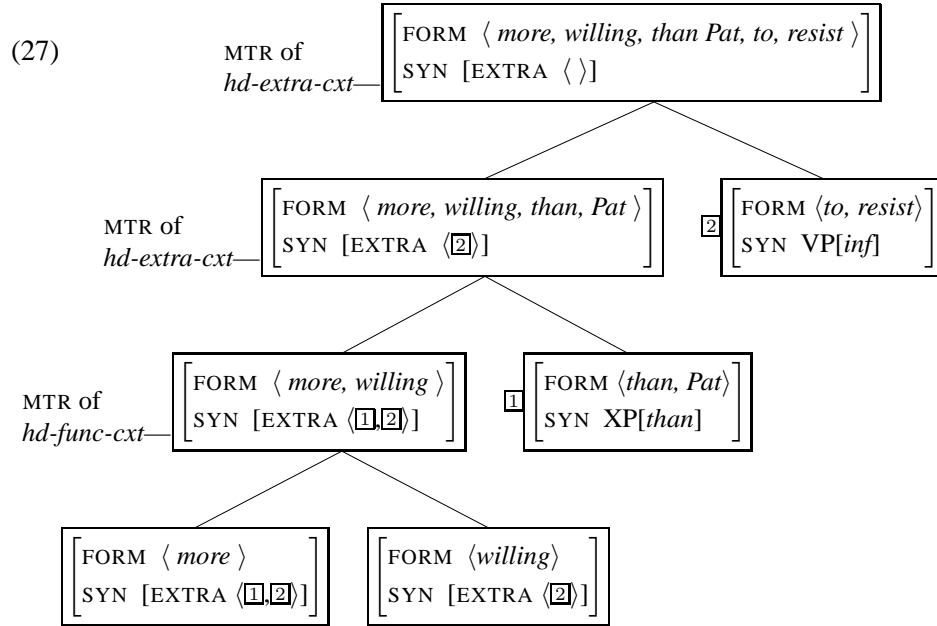 (27)
MTR of
hd-extra-cxt
FORM ⟨ more, willing, than Pat, to, resist ⟩
SYN [EXTRA ⟨ ⟩]
MTR of
hd-extra-cxt
FORM ⟨ more, willing, than, Pat ⟩
SYN [EXTRA ⟨2⟩]
2
FORM ⟨to, resist⟩
SYN VP[inf]
MTR of
hd-func-cxt
FORM ⟨ more, willing ⟩
SYN [EXTRA ⟨1,2⟩]
1
FORM ⟨than, Pat⟩
SYN XP[than]
FORM ⟨ more ⟩
SYN [EXTRA ⟨1,2⟩]
FORM ⟨willing⟩
SYN [EXTRA ⟨2⟩]